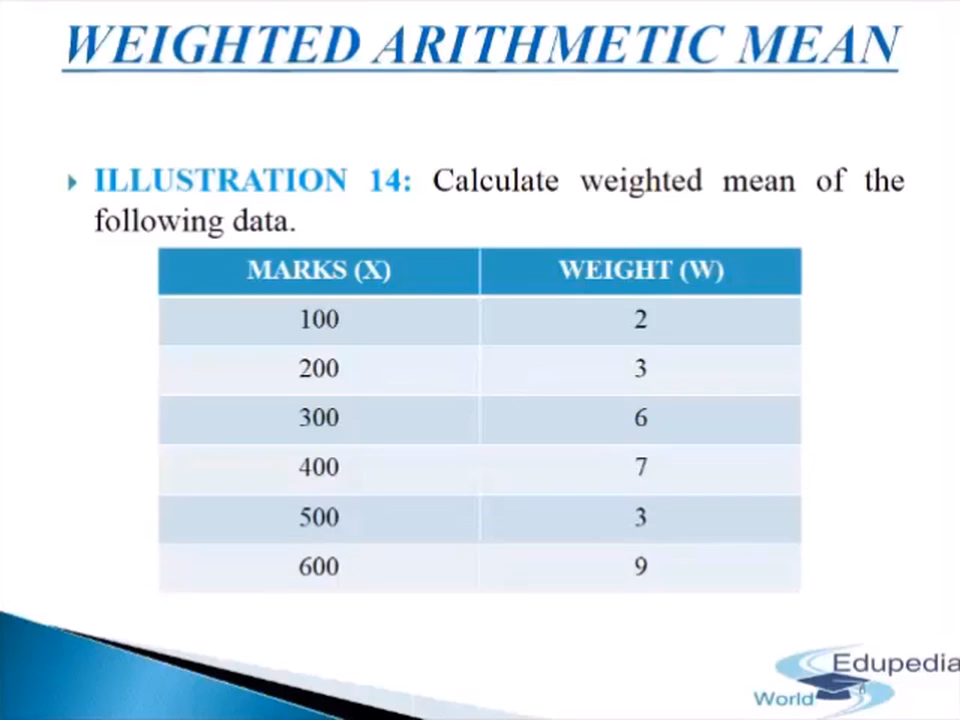 WEIGHTED ARITHMETIC MEAN
ILLUSTRATION 14: Calculate weighted mean of the
following data.
MARKS (X) WEIGHT (W)
100 2
200 3
300 6
400 7
500 3
600 9
Edupedia
World